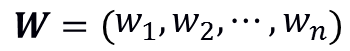 W = (w₁, w₂, ⋯, wₙ)